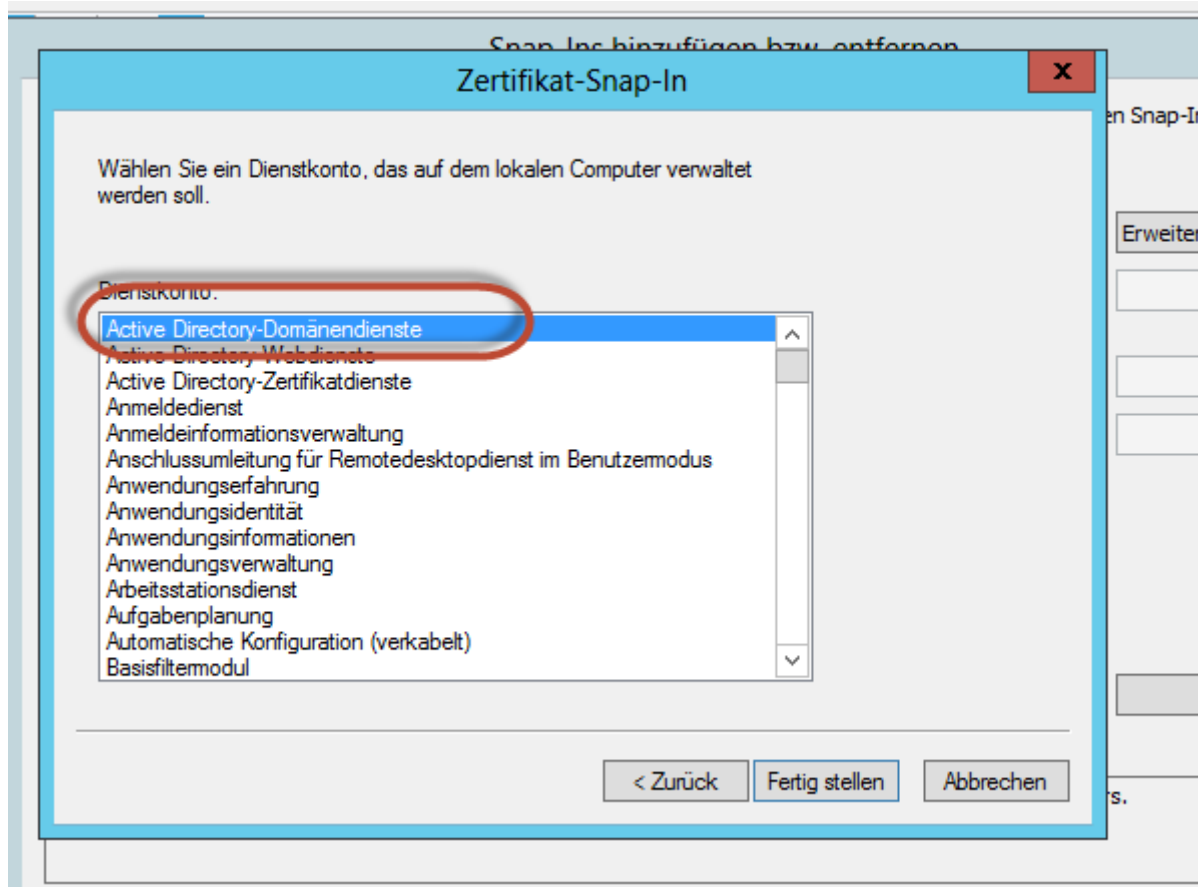 Snap-Ins hinzufügen bzw. entfernen
Zertifikat-Snap-In
x
en Snap-I
Wählen Sie ein Dienstkonto, das auf dem lokalen Computer verwaltet
werden soll.
Erweiter
Dienstkonto:
Active Directory-Domänendienste
Active Directory-Webdienste
Active Directory-Zertifikatdienste
Anmeldedienst
Anmeldeinformationsverwaltung
Anschlussumleitung für Remotedesktopdienst im Benutzermodus
Anwendungserfahrung
Anwendungsidentität
Anwendungsinformationen
Anwendungsverwaltung
Arbeitsstationsdienst
Aufgabenplanung
Automatische Konfiguration (verkabelt)
Basisfiltermodul
< Zurück Fertig stellen Abbrechen
rs.